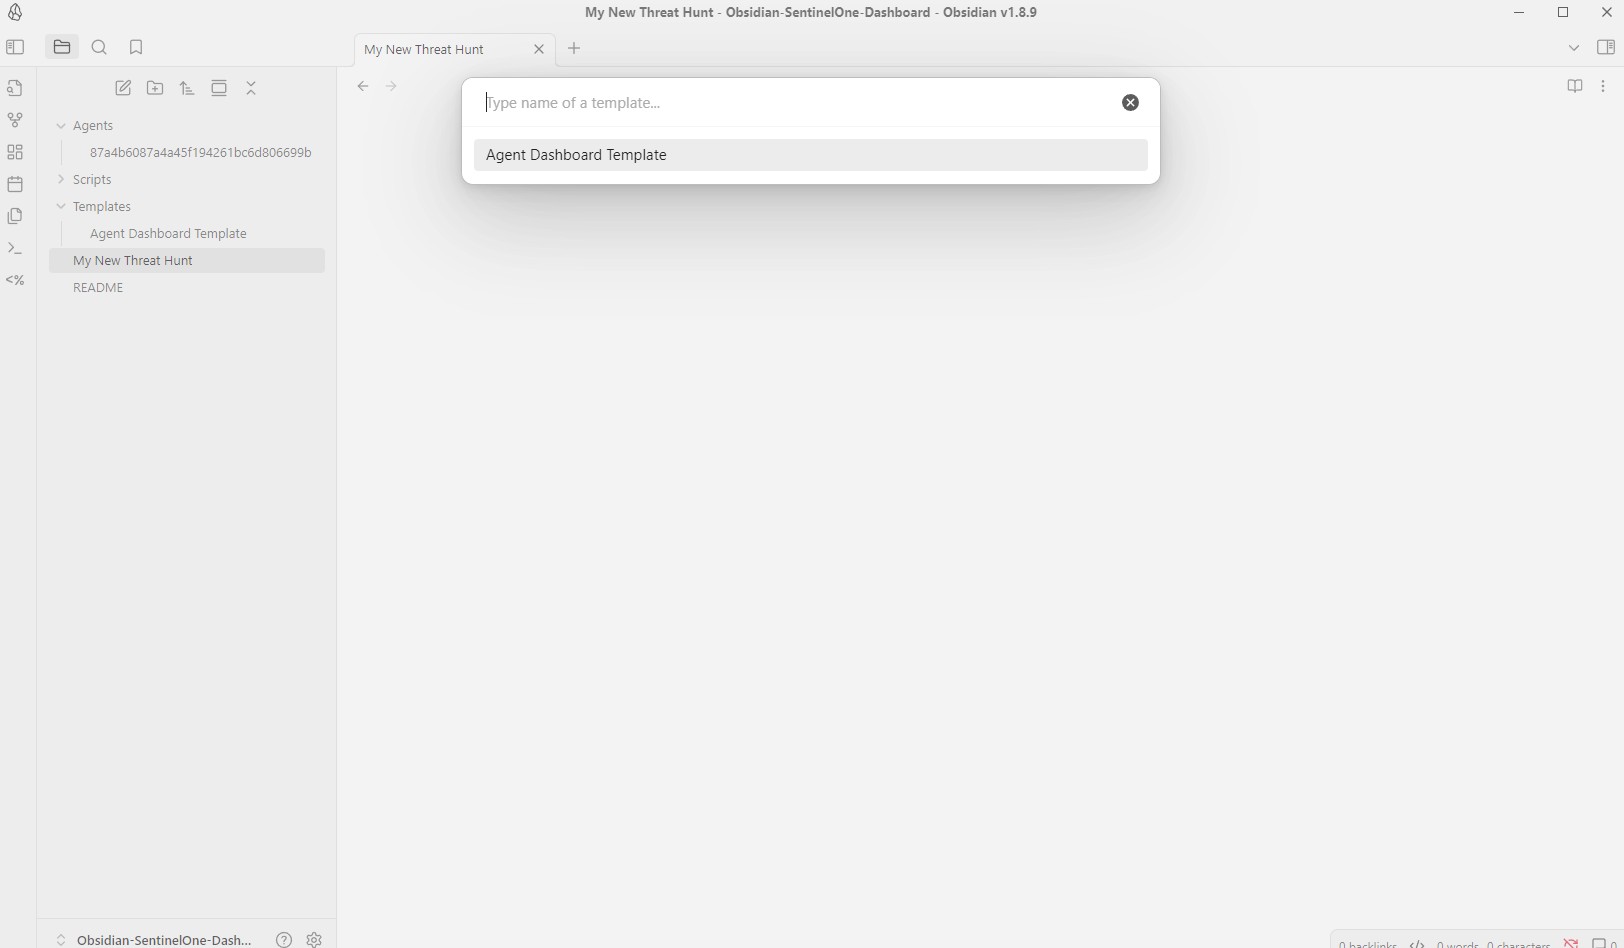 My New Threat Hunt - Obsidian-SentinelOne-Dashboard - Obsidian v1.8.9
My New Threat Hunt
Type name of a template...
Agent Dashboard Template
Agents
87a4b6087a4a45f194261bc6d806699b
Scripts
Templates
Agent Dashboard Template
My New Threat Hunt
README
<%
Obsidian-SentinelOne-Dash...
0 backlinks </> 0 words 0 characters 0